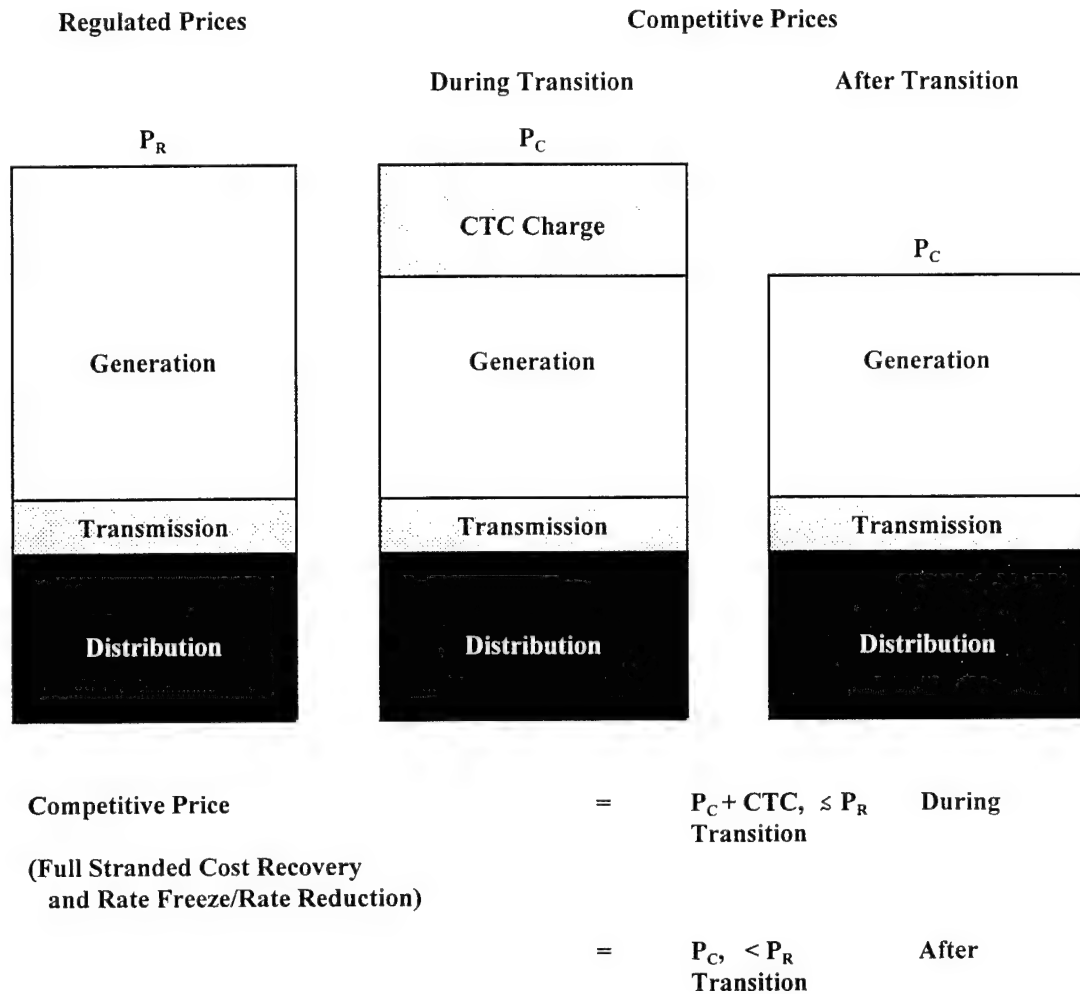 Regulated Prices
Competitive Prices
During Transition
After Transition
P_R
P_C
CTC Charge
P_C
Generation
Generation
Generation
Transmission
Transmission
Transmission
Distribution
Distribution
Distribution
Competitive Price = P_C + CTC, ≤ P_R During
Transition
(Full Stranded Cost Recovery
and Rate Freeze/Rate Reduction)
= P_C, < P_R After
Transition